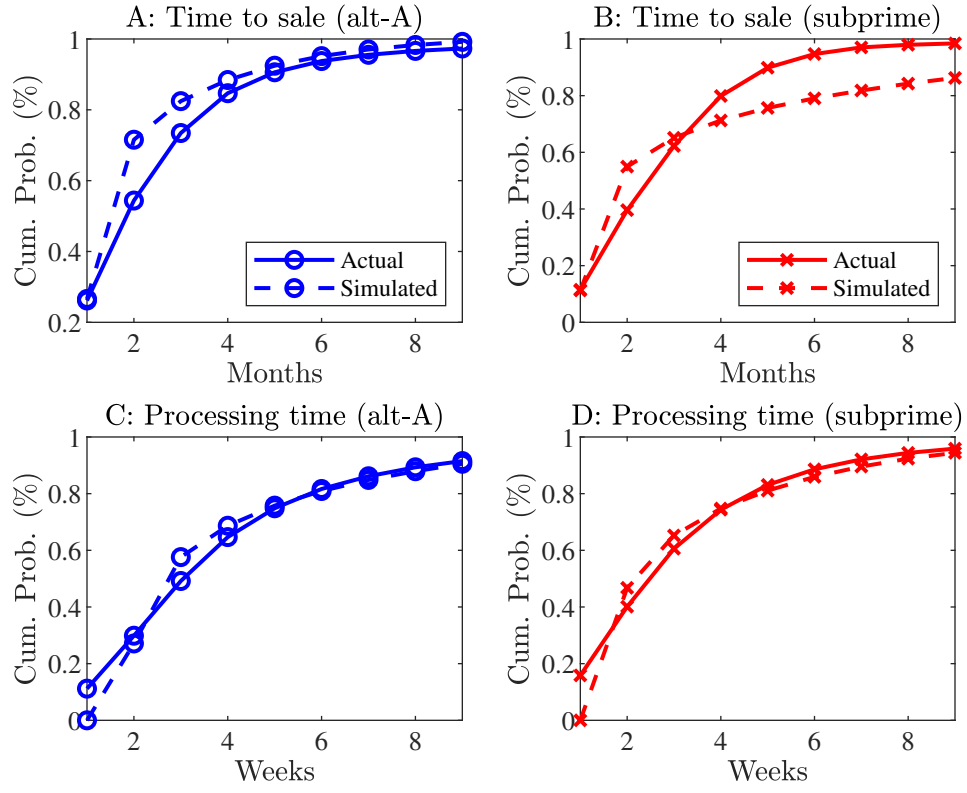 A: Time to sale (alt-A)
Cum. Prob. (%)
1
0.8
0.6
0.4
0.2
Actual
Simulated
2
4
6
8
Months
B: Time to sale (subprime)
Cum. Prob. (%)
1
0.8
0.6
0.4
0.2
0
Actual
Simulated
2
4
6
8
Months
C: Processing time (alt-A)
Cum. Prob. (%)
1
0.8
0.6
0.4
0.2
0
2
4
6
8
Weeks
D: Processing time (subprime)
Cum. Prob. (%)
1
0.8
0.6
0.4
0.2
0
2
4
6
8
Weeks